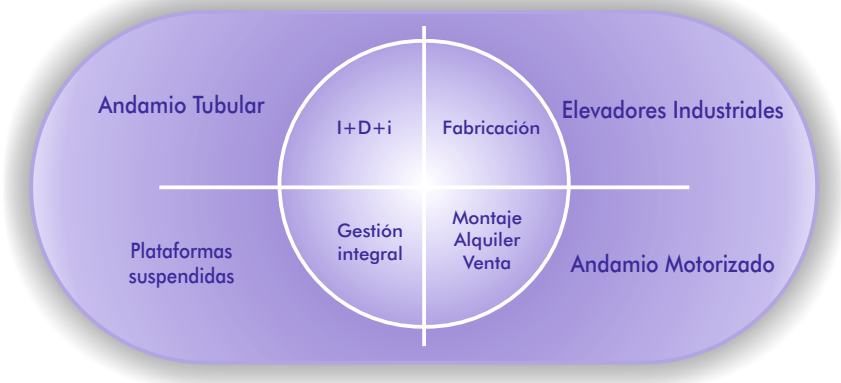 Andamio Tubular
I+D+i
Fabricación
Elevadores Industriales
Plataformas
suspendidas
Gestión
integral
Montaje
Alquiler
Venta
Andamio Motorizado